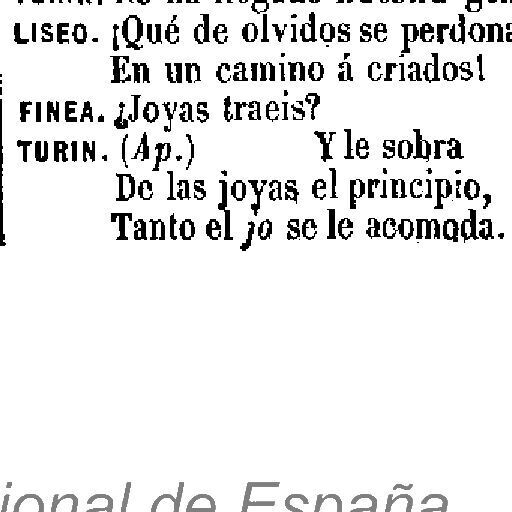 LISEO. ¡Qué de olvidos se perdona
En un camino á criados!
FINEA. ¿Joyas traeis?
TURIN. (Ap.) Y le sobra
De las joyas el principio,
Tanto el jo se le acomoda.
ional de España